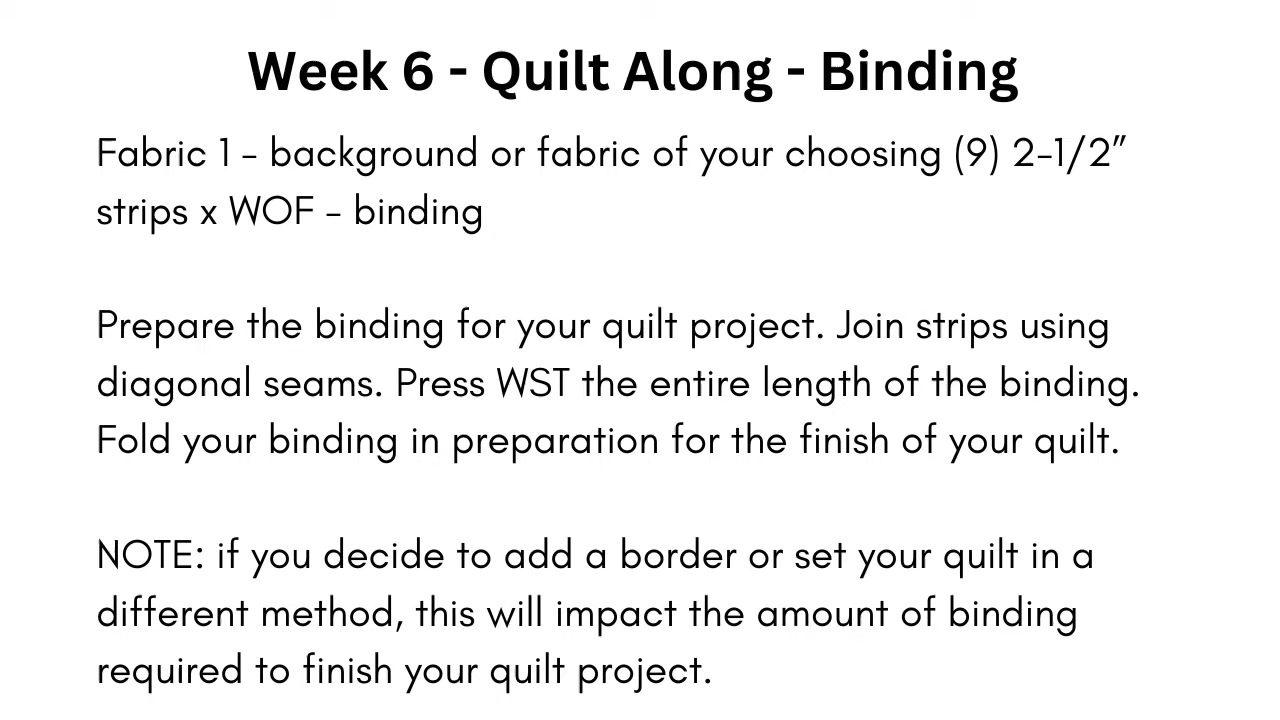 Week 6 - Quilt Along - Binding
Fabric 1 - background or fabric of your choosing (9) 2-1/2”
strips x WOF - binding
Prepare the binding for your quilt project. Join strips using
diagonal seams. Press WST the entire length of the binding.
Fold your binding in preparation for the finish of your quilt.
NOTE: if you decide to add a border or set your quilt in a
different method, this will impact the amount of binding
required to finish your quilt project.